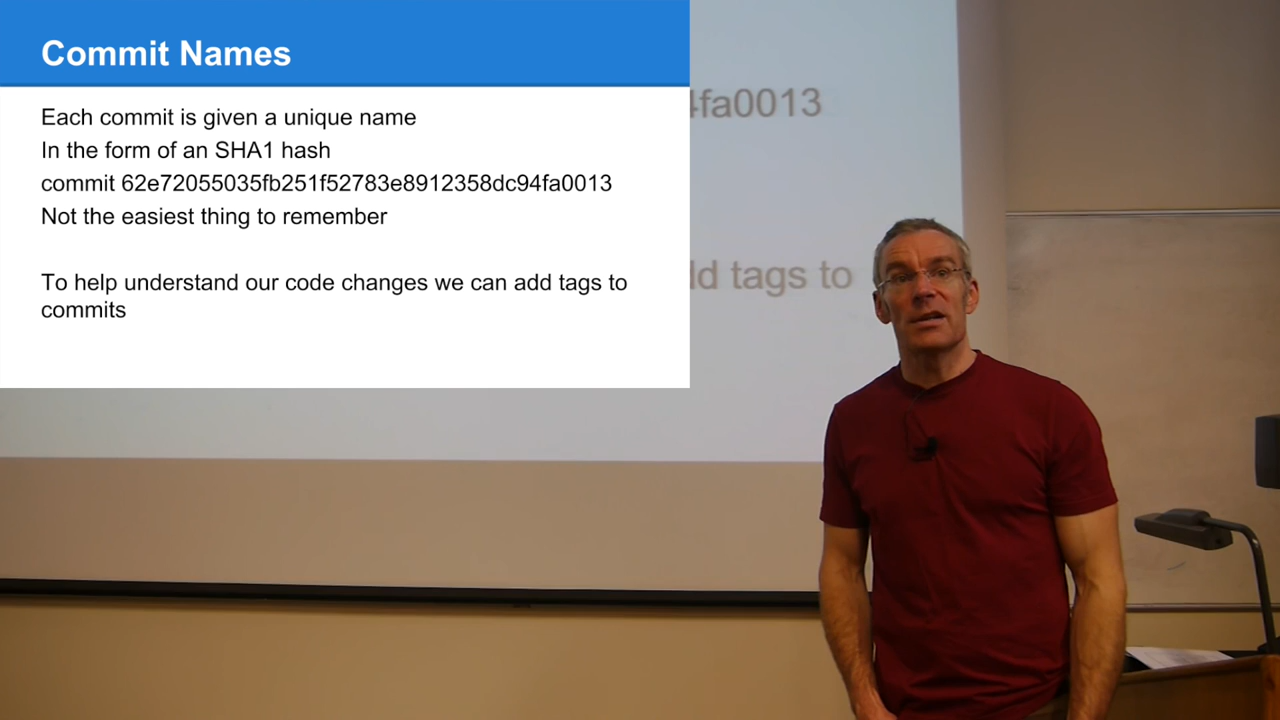 Commit Names
Each commit is given a unique name
In the form of an SHA1 hash
commit 62e72055035fb251f52783e8912358dc94fa0013
Not the easiest thing to remember
To help understand our code changes we can add tags to
commits
4fa0013
dd tags to